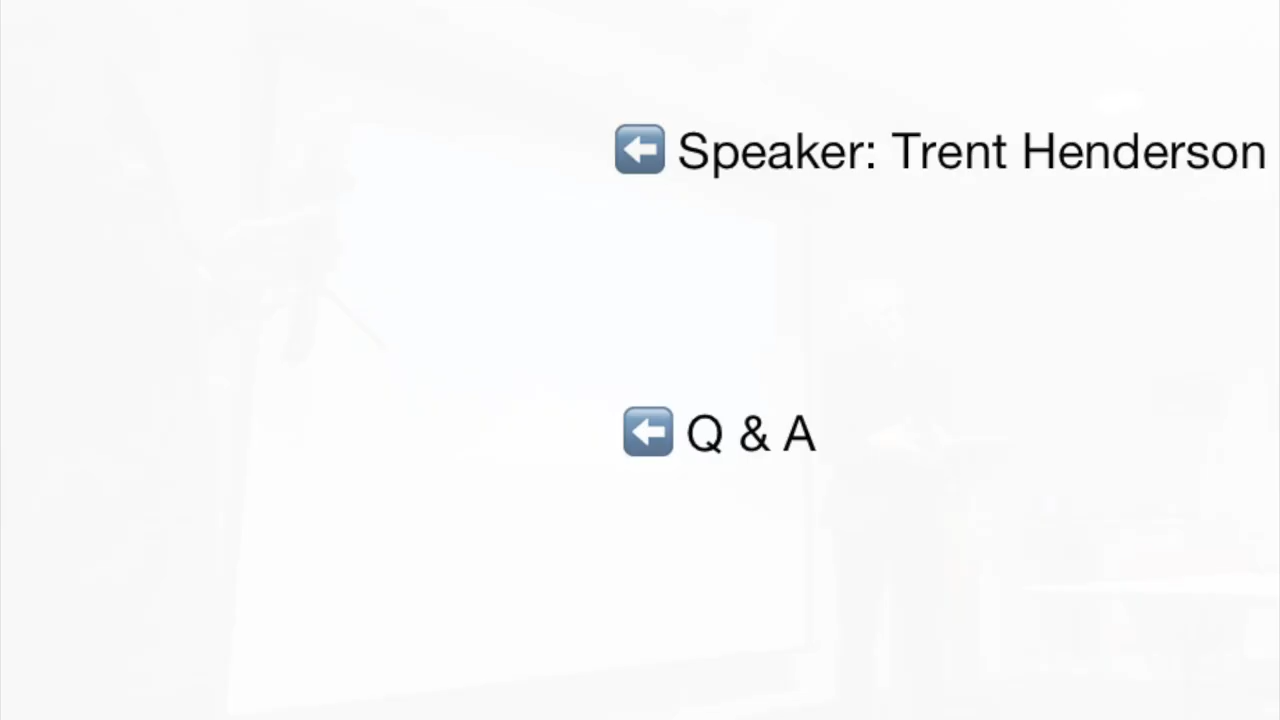 ⬅️ Speaker: Trent Henderson
⬅️ Q & A